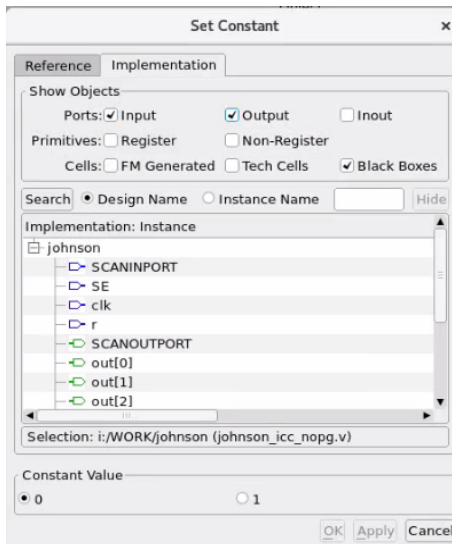 Set Constant ×
Reference Implementation
Show Objects
Ports: Input Output Inout
Primitives: Register Non-Register
Cells: FM Generated Tech Cells Black Boxes
Search Design Name Instance Name Hide
Implementation: Instance
johnson
SCANINPORT
SE
clk
r
SCANOUTPORT
out[0]
out[1]
out[2]
Selection: i:/WORK/johnson (johnson_icc_nopg.v)
Constant Value
0 1
OK Apply Cancel